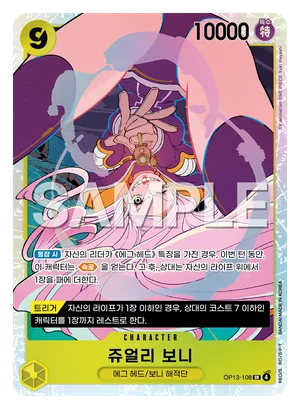 9
10000
특수
特
SAMPLE
등장 시 자신의 리더가 《에그 헤드》 특징을 가진 경우, 이번 턴 동안,
이 캐릭터는 속공 을 얻는다. 그 후, 상대는 자신의 라이프 위에서
1장을 패에 더한다.
트리거 자신의 라이프가 1장 이하인 경우, 상대의 코스트 7 이하인
캐릭터를 1장까지 레스트로 한다.
CHARACTER
쥬얼리 보니
에그 헤드/보니 해적단
OP13-108 SR
4